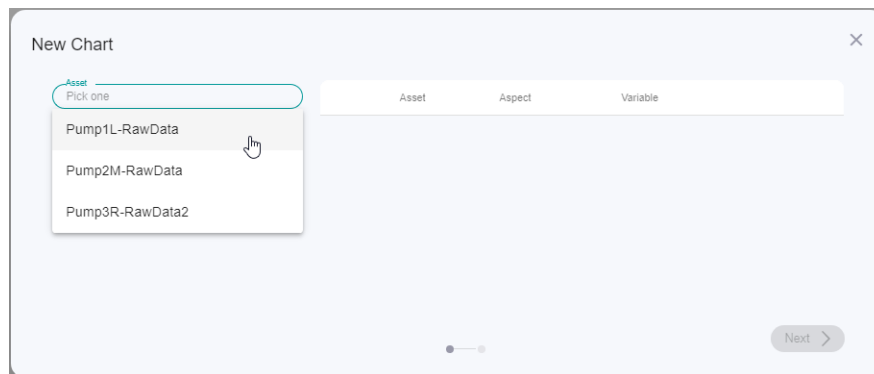 New Chart
Asset
Pick one
Asset Aspect Variable
Pump1L-RawData
Pump2M-RawData
Pump3R-RawData2
Next